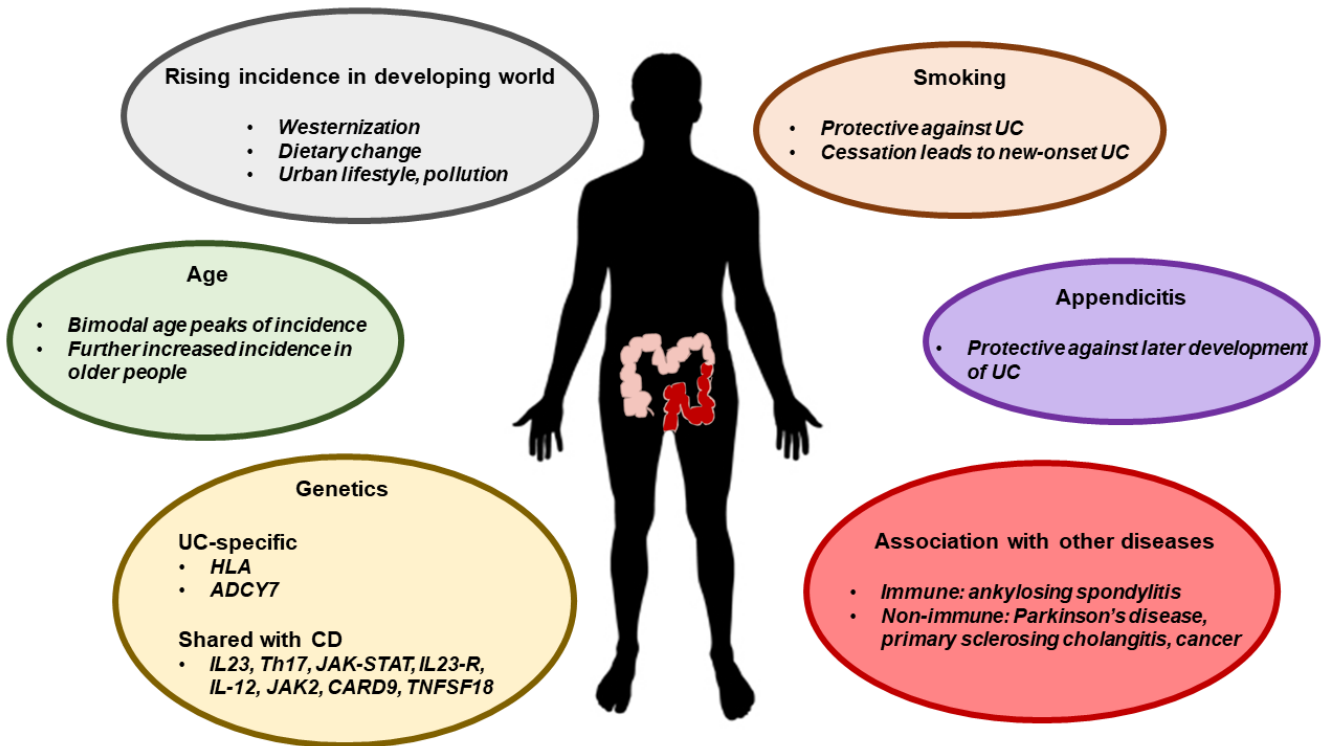 Rising incidence in developing world
• Westernization
• Dietary change
• Urban lifestyle, pollution
Smoking
• Protective against UC
• Cessation leads to new-onset UC
Age
• Bimodal age peaks of incidence
• Further increased incidence in
older people
Appendicitis
• Protective against later development
of UC
Genetics
UC-specific
• HLA
• ADCY7
Shared with CD
• IL23, Th17, JAK-STAT, IL23-R,
IL-12, JAK2, CARD9, TNFSF18
Association with other diseases
• Immune: ankylosing spondylitis
• Non-immune: Parkinson's disease,
primary sclerosing cholangitis, cancer